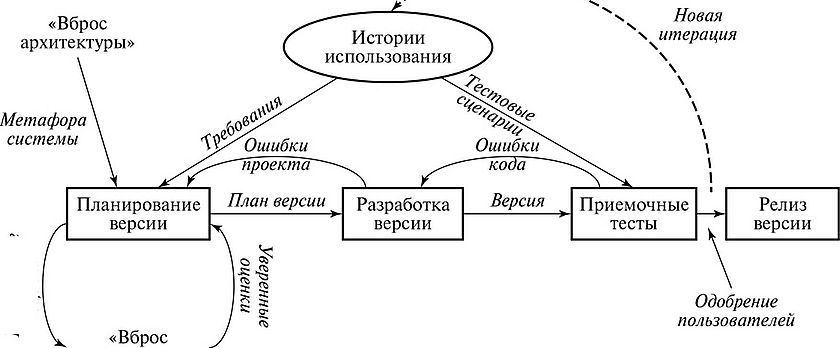 «Вброс
архитектуры»
Новая
итерация
Истории
использования
Метафора
системы
Требования
Тестовые
сценарии
Ошибки
проекта
Ошибки
кода
Планирование
версии
План версии
Разработка
версии
Версия
Приемочные
тесты
Релиз
версии
Уверенные
оценки
Одобрение
пользователей
«Вброс